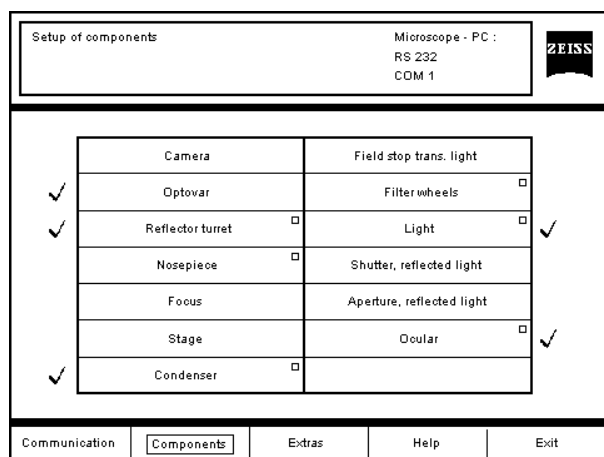 Setup of components
Microscope - PC :
RS 232
COM 1
ZEISS
Camera
Field stop trans. light
Optovar
Filter wheels
Reflector turret
Light
Nosepiece
Shutter, reflected light
Focus
Aperture, reflected light
Stage
Ocular
Condenser
Communication
Components
Extras
Help
Exit